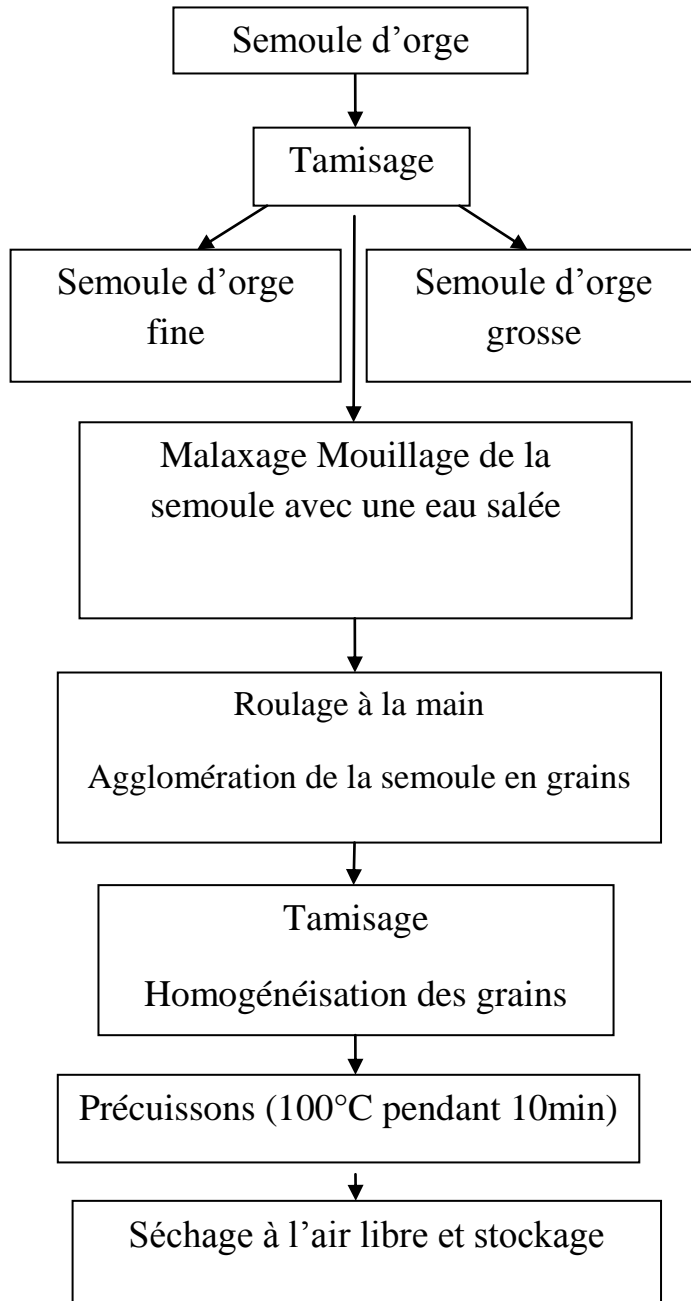 Semoule d’orge
Tamisage
Semoule d’orge
fine
Semoule d’orge
grosse
Malaxage Mouillage de la
semoule avec une eau salée
Roulage à la main
Agglomération de la semoule en grains
Tamisage
Homogénéisation des grains
Précuissons (100°C pendant 10min)
Séchage à l’air libre et stockage